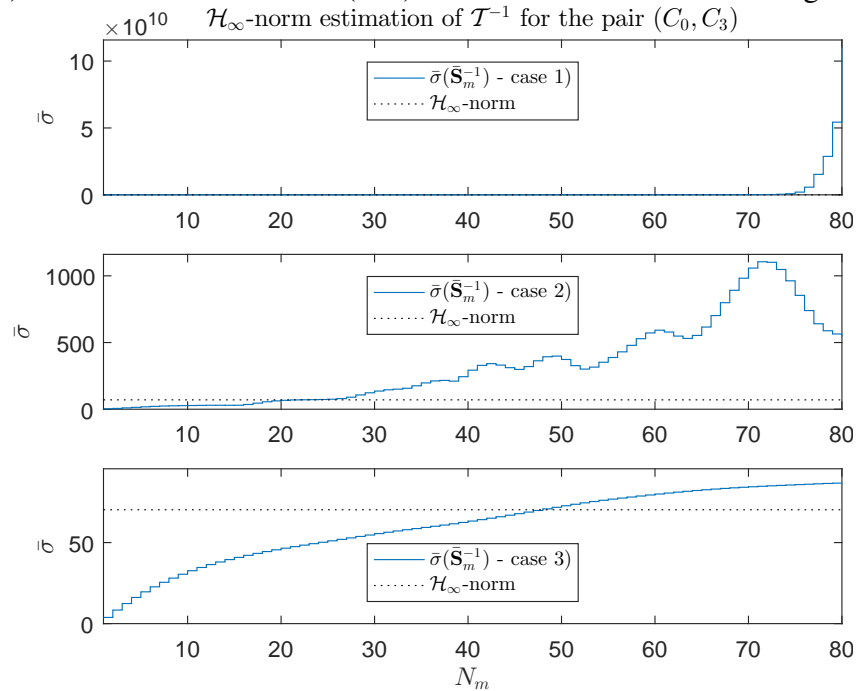 𝓗∞-norm estimation of 𝒯⁻¹ for the pair (C₀, C₃)
×10¹⁰
10
5
0
σ̄
σ̄(S̄ₘ⁻¹) - case 1)
𝓗∞-norm
10 20 30 40 50 60 70 80
1000
500
0
σ̄
σ̄(S̄ₘ⁻¹) - case 2)
𝓗∞-norm
10 20 30 40 50 60 70 80
50
0
σ̄
σ̄(S̄ₘ⁻¹) - case 3)
𝓗∞-norm
10 20 30 40 50 60 70 80
Nₘ